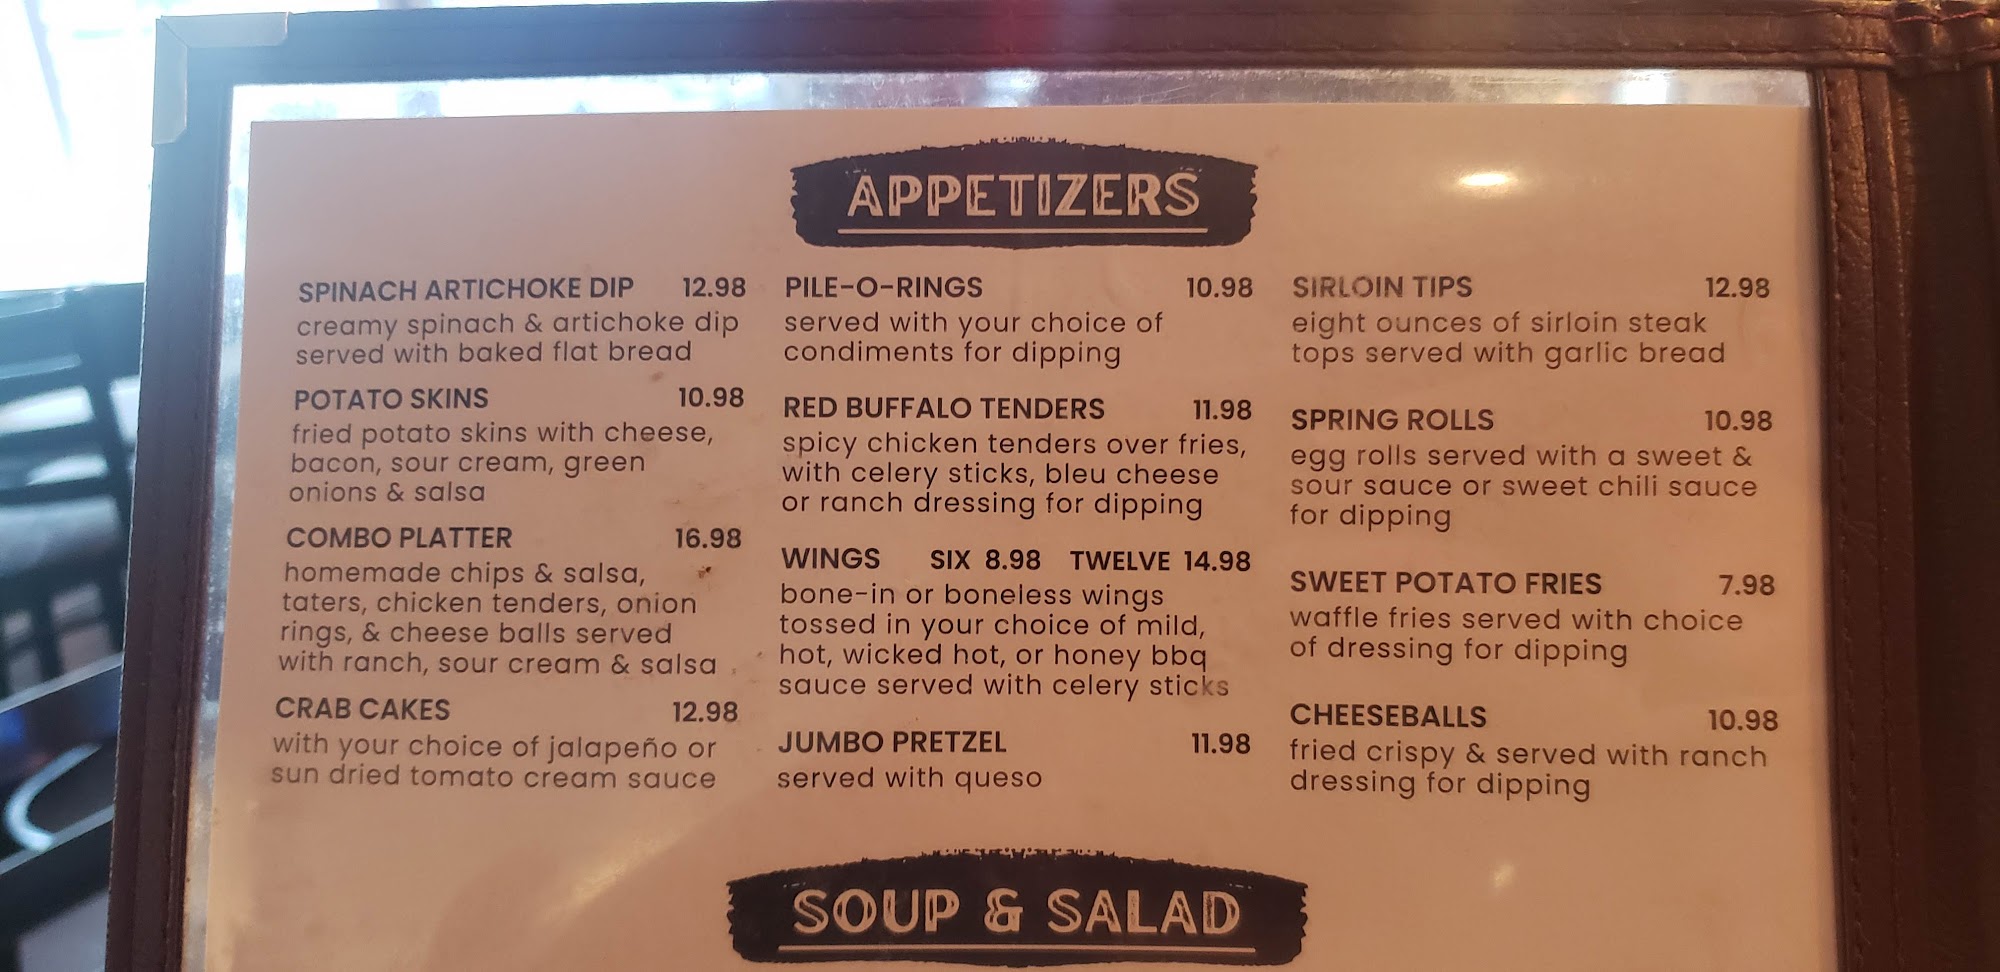 APPETIZERS
SPINACH ARTICHOKE DIP 12.98
creamy spinach & artichoke dip
served with baked flat bread
POTATO SKINS 10.98
fried potato skins with cheese,
bacon, sour cream, green
onions & salsa
COMBO PLATTER 16.98
homemade chips & salsa,
taters, chicken tenders, onion
rings, & cheese balls served
with ranch, sour cream & salsa
CRAB CAKES 12.98
with your choice of jalapeño or
sun dried tomato cream sauce
PILE-O-RINGS 10.98
served with your choice of
condiments for dipping
RED BUFFALO TENDERS 11.98
spicy chicken tenders over fries,
with celery sticks, bleu cheese
or ranch dressing for dipping
WINGS SIX 8.98 TWELVE 14.98
bone-in or boneless wings
tossed in your choice of mild,
hot, wicked hot, or honey bbq
sauce served with celery sticks
JUMBO PRETZEL 11.98
served with queso
SIRLOIN TIPS 12.98
eight ounces of sirloin steak
tops served with garlic bread
SPRING ROLLS 10.98
egg rolls served with a sweet &
sour sauce or sweet chili sauce
for dipping
SWEET POTATO FRIES 7.98
waffle fries served with choice
of dressing for dipping
CHEESEBALLS 10.98
fried crispy & served with ranch
dressing for dipping
SOUP & SALAD